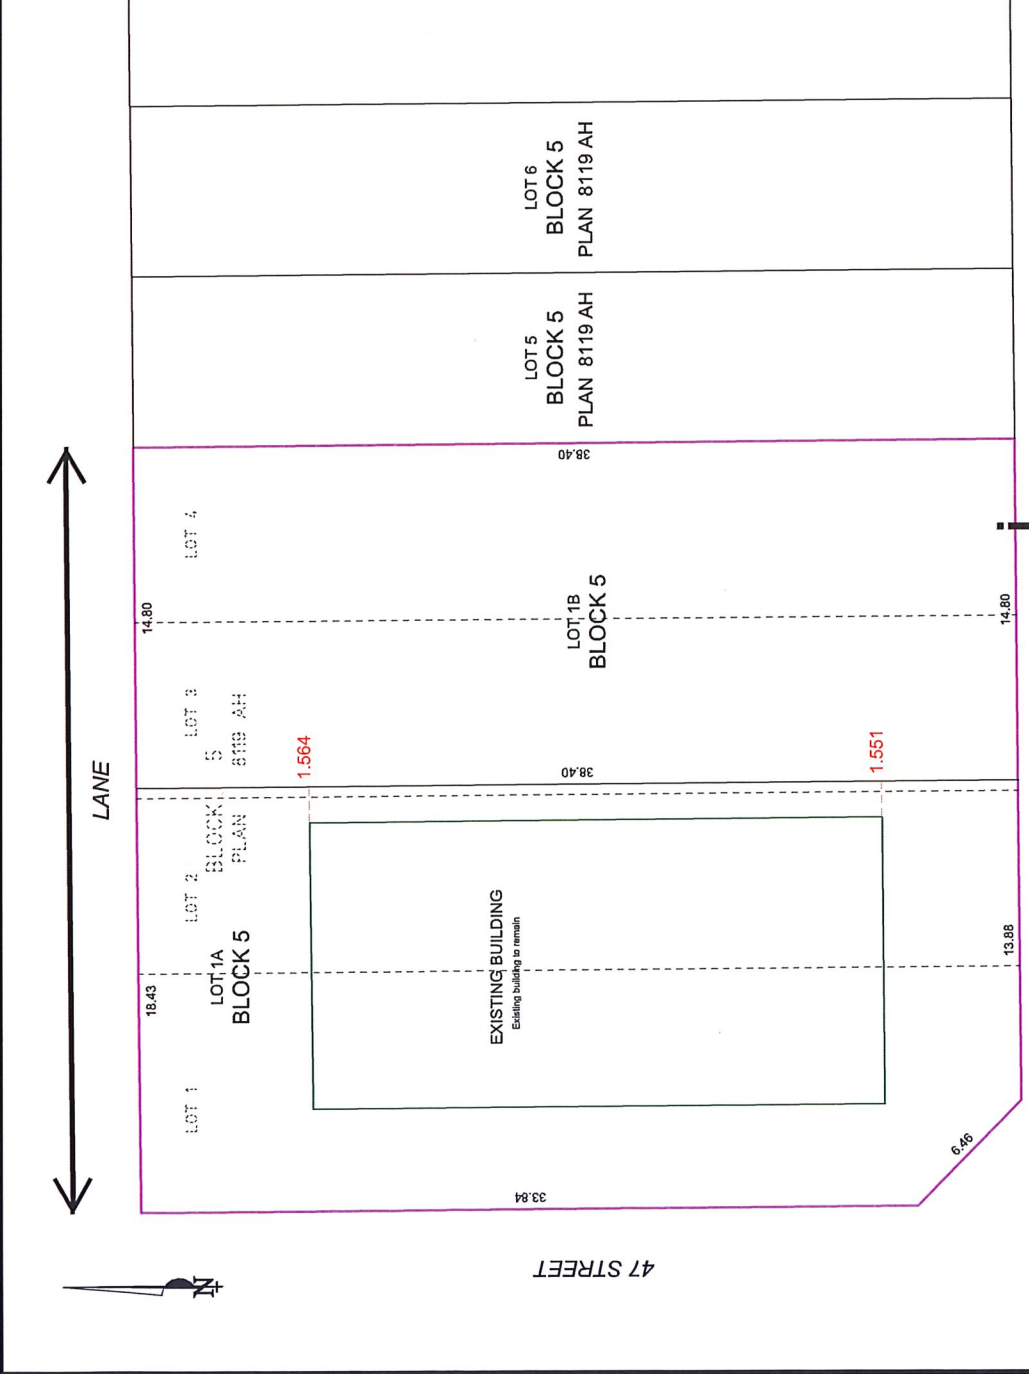 LOT 6
BLOCK 5
PLAN 8119 AH
LOT 5
BLOCK 5
PLAN 8119 AH
38.40
LOT 4
14.80
LOT 1B
BLOCK 5
14.80
LANE
LOT 3
BLOCK 5
PLAN 8119 AH
1.564
38.40
1.551
LOT 2
LOT 1A
BLOCK 5
18.43
EXISTING BUILDING
Existing building to remain
13.88
LOT 1
33.84
6.46
47 STREET
N